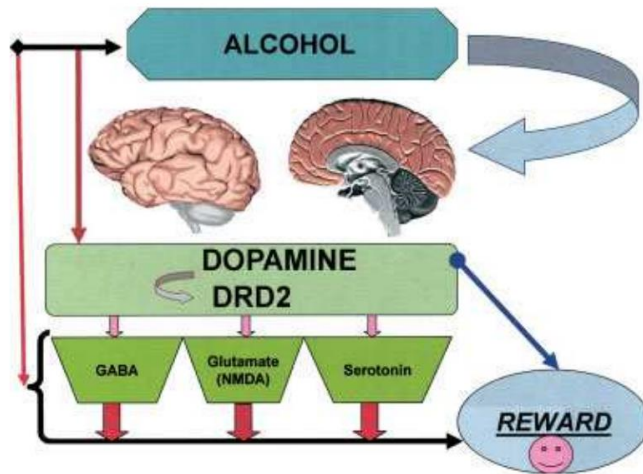 ALCOHOL
DOPAMINE
DRD2
GABA
Glutamate
(NMDA)
Serotonin
REWARD